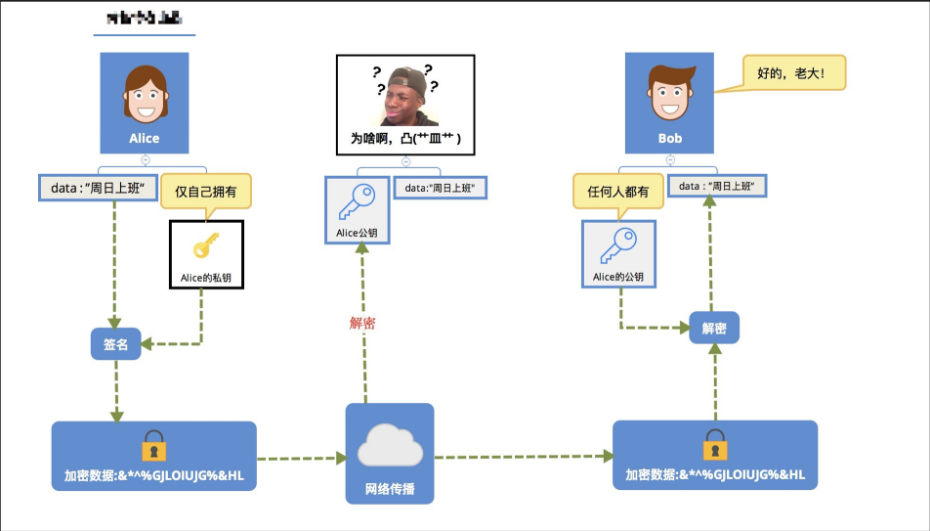 Alice
data : "周日上班"
仅自己拥有
Alice的私钥
签名
加密数据:&*^%GJLOIUJG%&HL
? ?
? ?
为啥啊，凸(艹皿艹 )
data:"周日上班"
Alice公钥
解密
网络传播
好的，老大！
Bob
任何人都有
data : "周日上班"
Alice的公钥
解密
加密数据:&*^%GJLOIUJG%&HL